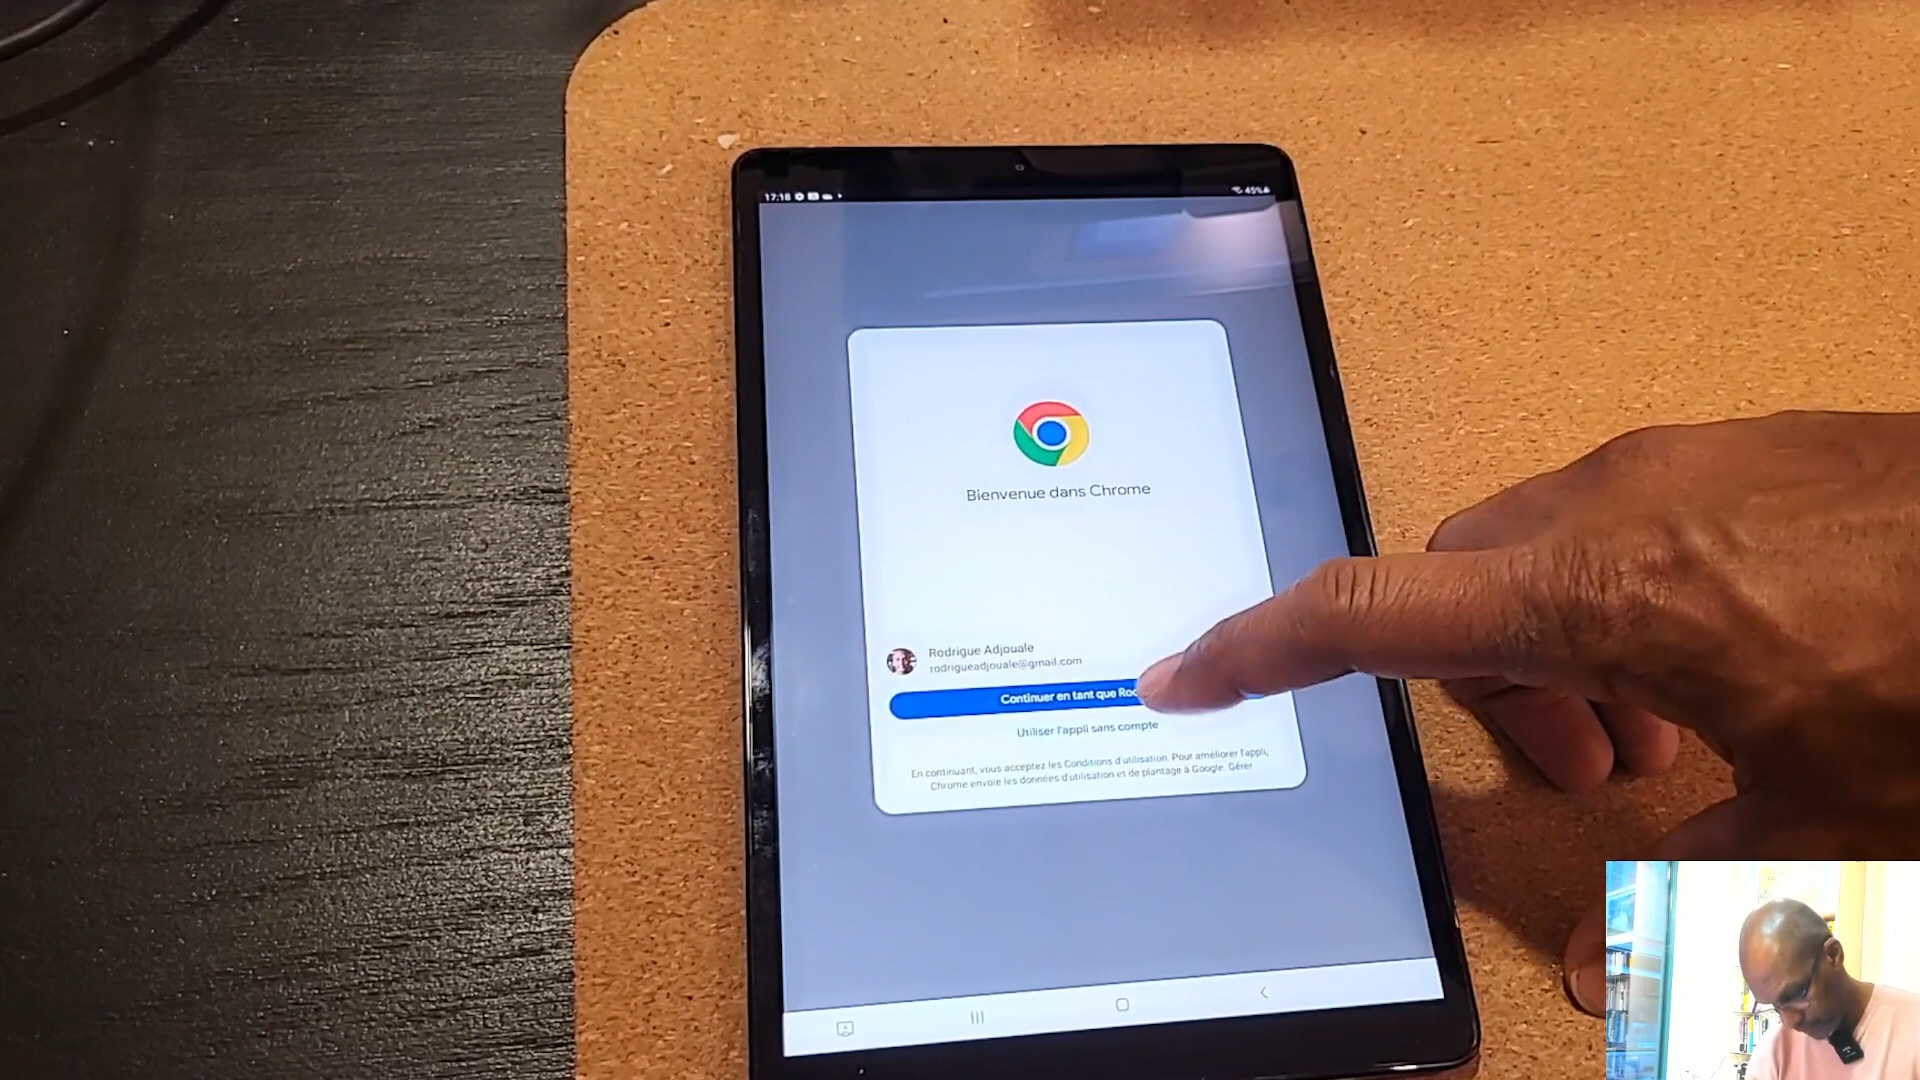 17:18
45%
Bienvenue dans Chrome
Rodrigue Adjouale
rodrigueadjouale@gmail.com
Continuer en tant que
Utiliser l'appli sans compte
En continuant, vous acceptez les Conditions d'utilisation. Pour améliorer l'appli,
Chrome envoie les données d'utilisation et de plantage à Google. Gérer